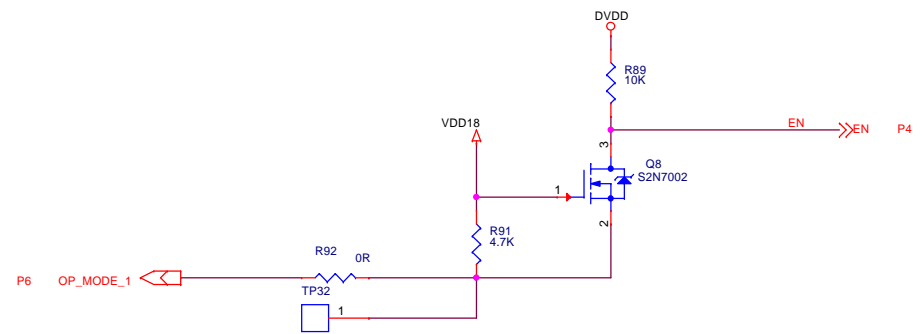 DVDD
R89
10K
VDD18
EN
EN
P4
3
Q8
S2N7002
1
2
R91
4.7K
R92
0R
P6
OP_MODE_1
TP32
1